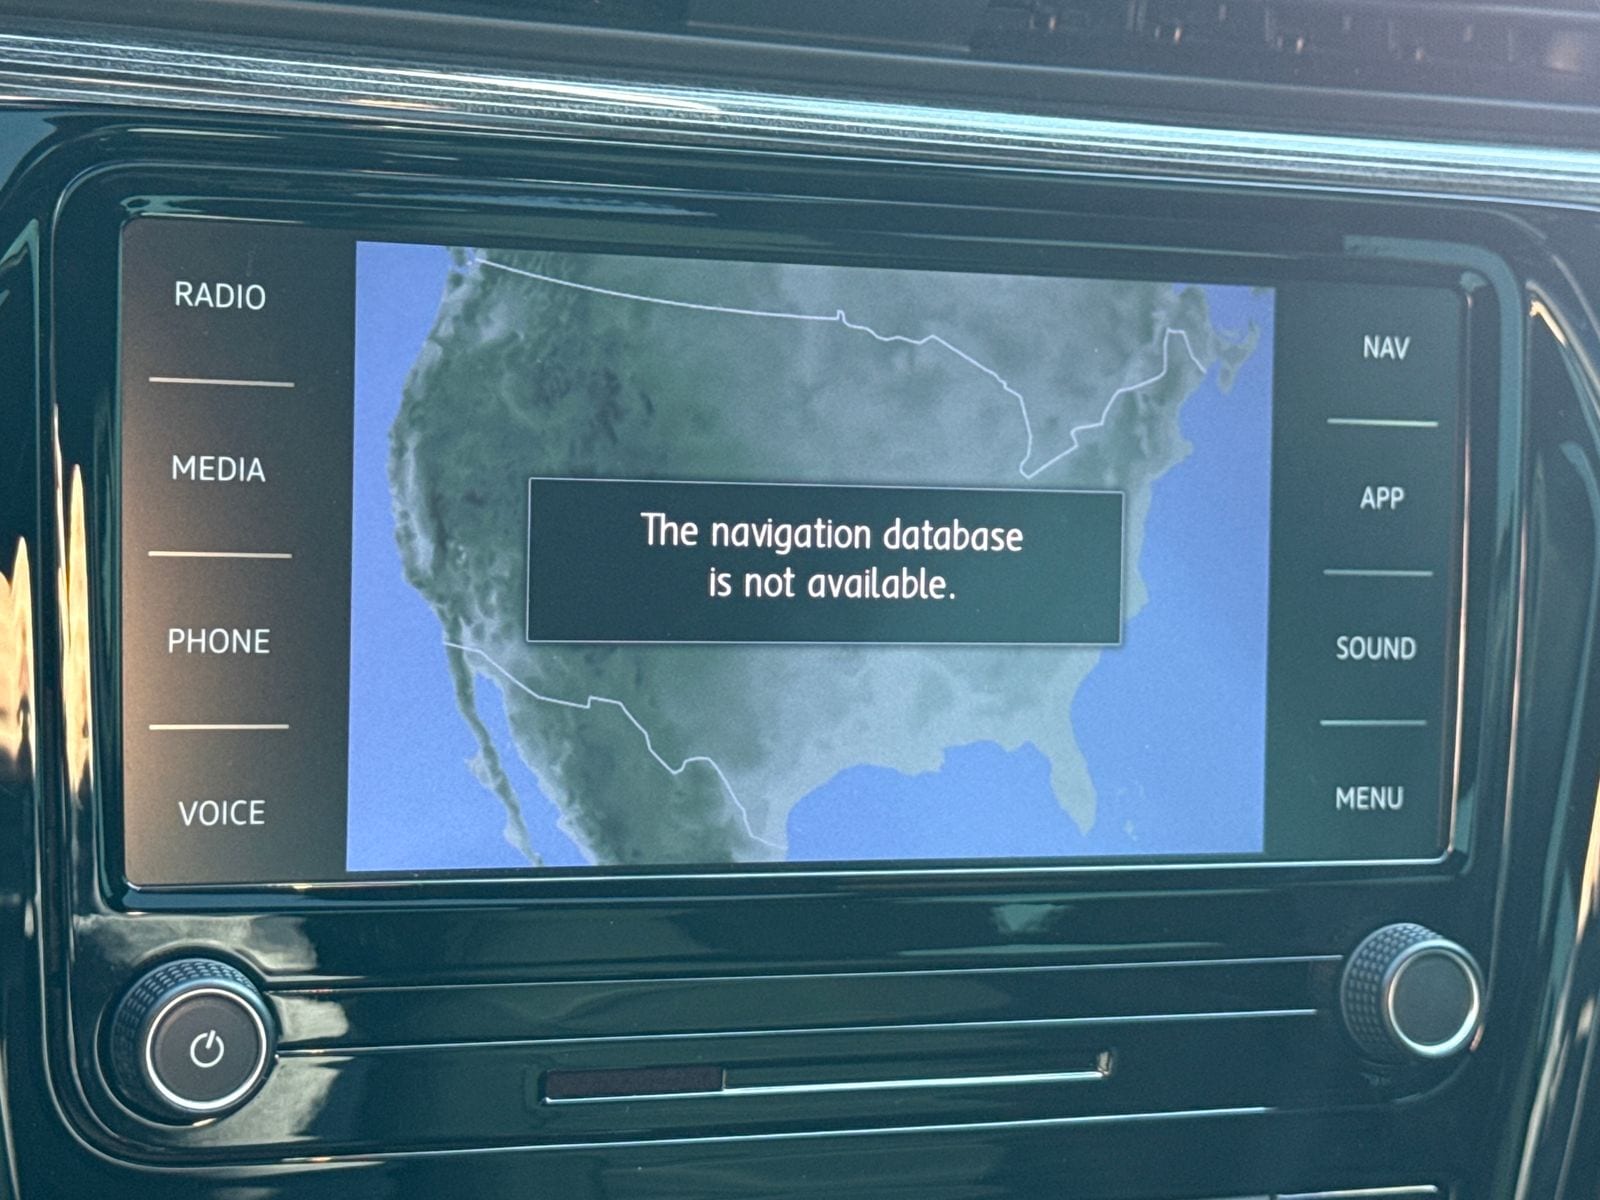 RADIO
MEDIA
PHONE
VOICE
The navigation database
is not available.
NAV
APP
SOUND
MENU